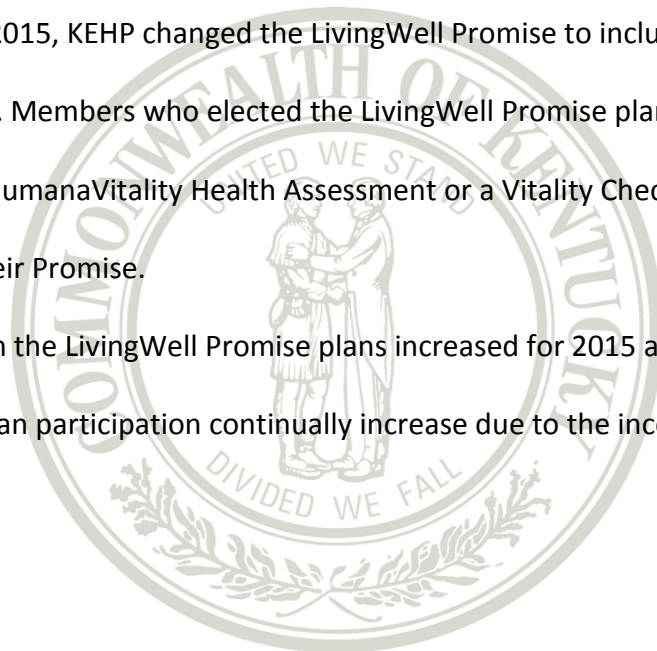 2015, KEHP changed the LivingWell Promise to inclu
. Members who elected the LivingWell Promise plan
umanaVitality Health Assessment or a Vitality Chec
eir Promise.
n the LivingWell Promise plans increased for 2015 a
an participation continually increase due to the ince
COMMONWEALTH OF KENTUCKY
UNITED WE STAND
DIVIDED WE FALL